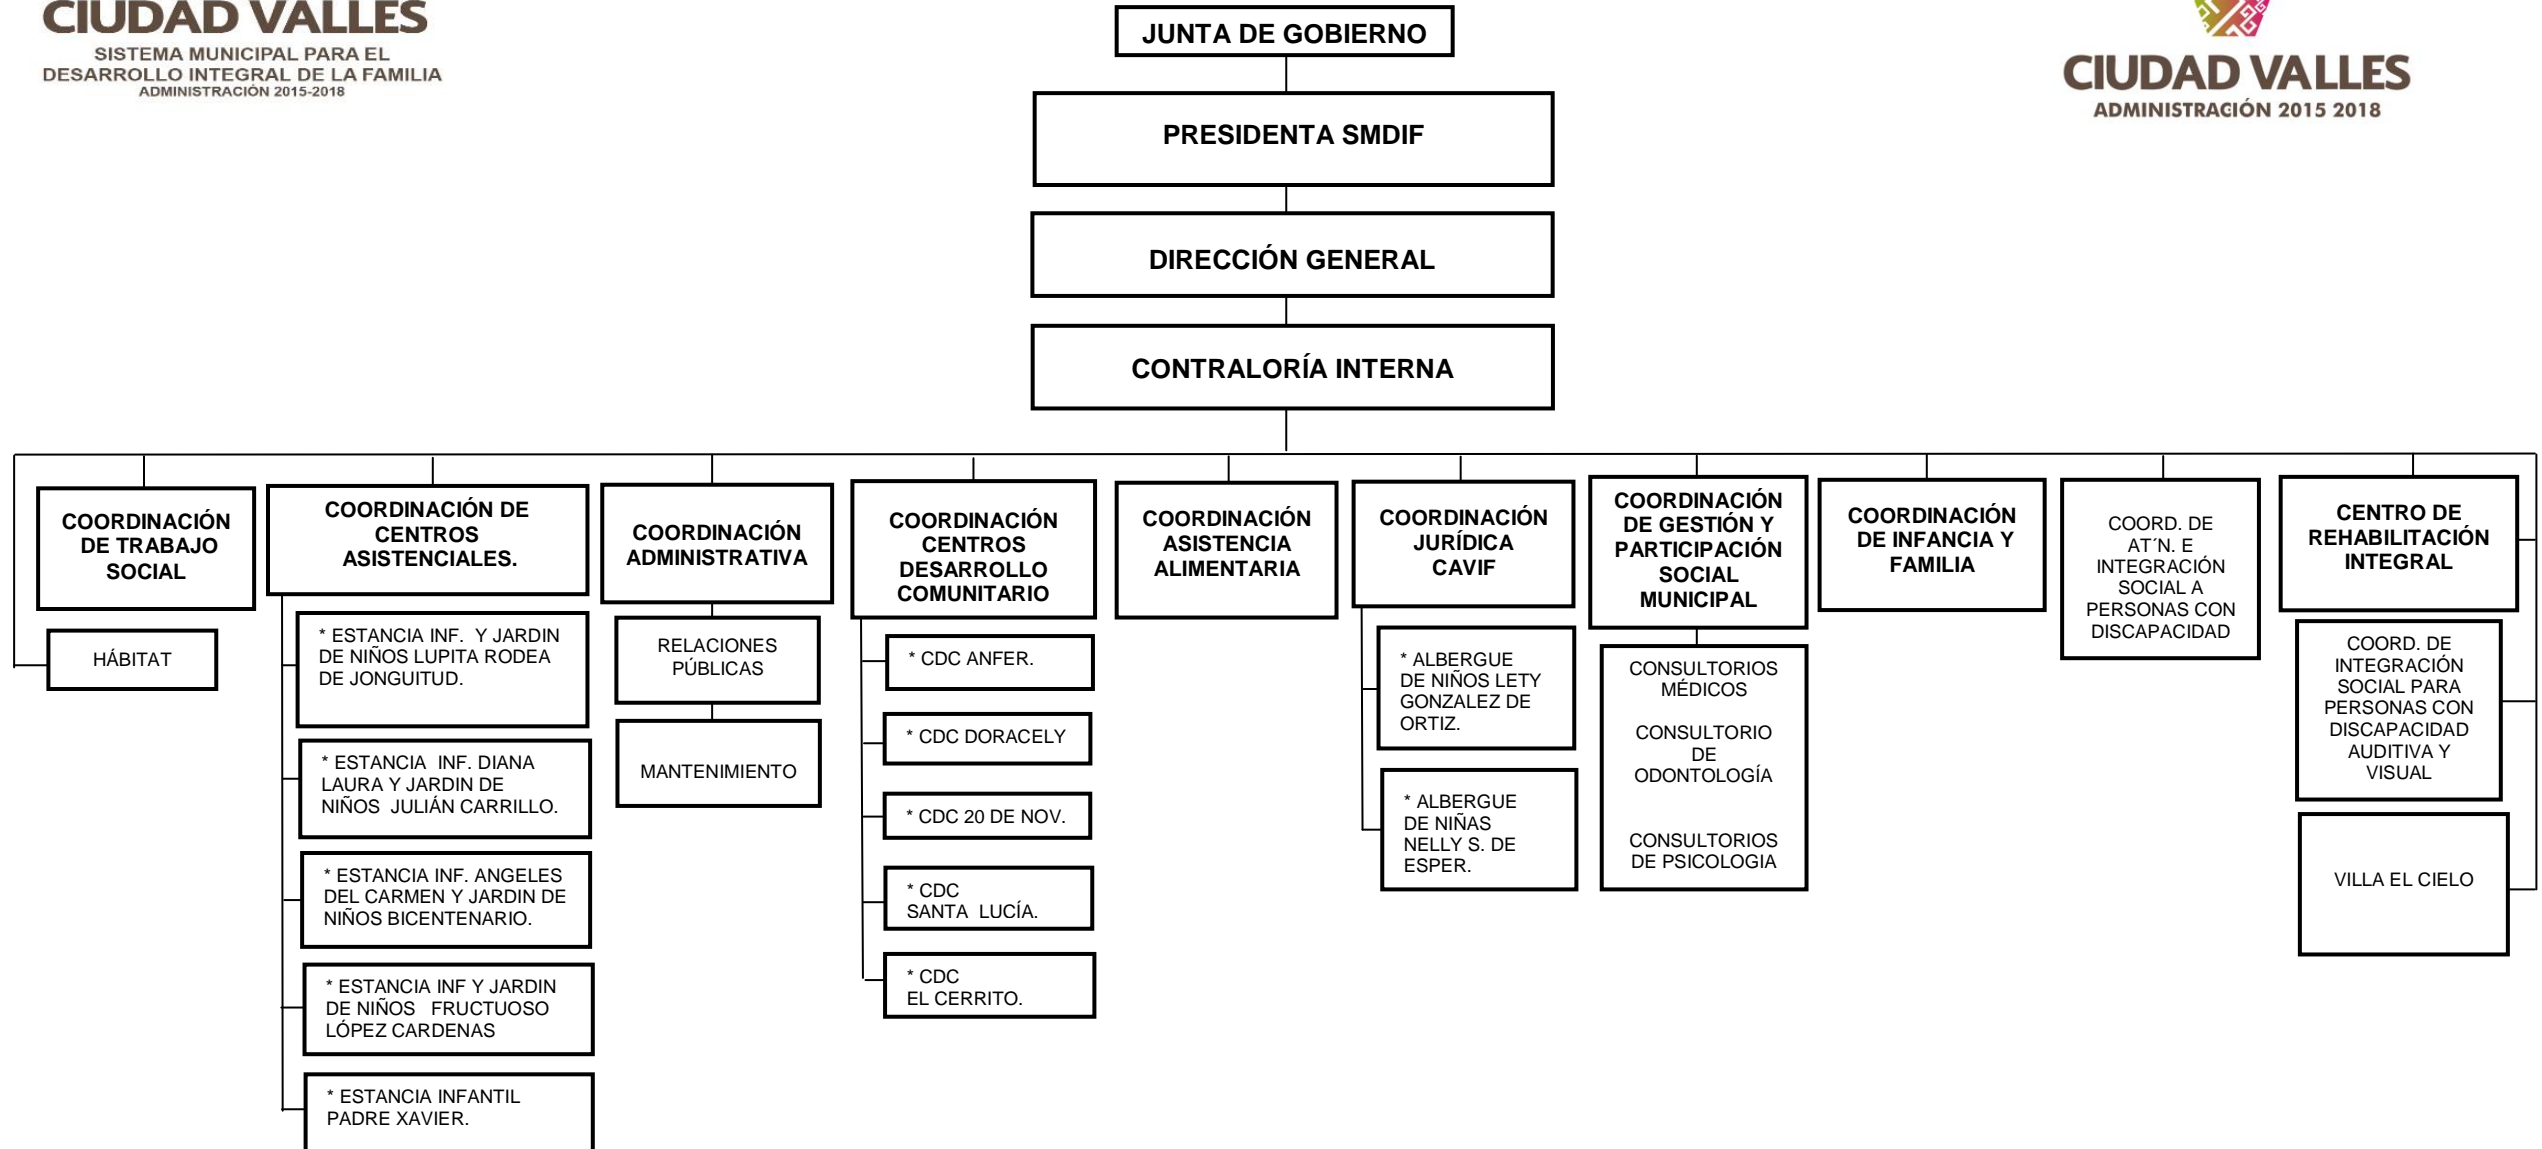 CIUDAD VALLES
SISTEMA MUNICIPAL PARA EL
DESARROLLO INTEGRAL DE LA FAMILIA
ADMINISTRACIÓN 2015-2018
JUNTA DE GOBIERNO
CIUDAD VALLES
ADMINISTRACIÓN 2015 2018
PRESIDENTA SMDIF
DIRECCIÓN GENERAL
CONTRALORÍA INTERNA
COORDINACIÓN
DE TRABAJO
SOCIAL
HÁBITAT
COORDINACIÓN DE
CENTROS
ASISTENCIALES.
* ESTANCIA INF. Y JARDIN
DE NIÑOS LUPITA RODEA
DE JONGUITUD.
* ESTANCIA INF. DIANA
LAURA Y JARDIN DE
NIÑOS JULIÁN CARRILLO.
* ESTANCIA INF. ANGELES
DEL CARMEN Y JARDIN DE
NIÑOS BICENTENARIO.
* ESTANCIA INF Y JARDIN
DE NIÑOS FRUCTUOSO
LÓPEZ CARDENAS
* ESTANCIA INFANTIL
PADRE XAVIER.
COORDINACIÓN
ADMINISTRATIVA
RELACIONES
PÚBLICAS
MANTENIMIENTO
COORDINACIÓN
CENTROS
DESARROLLO
COMUNITARIO
* CDC ANFER.
* CDC DORACELY
* CDC 20 DE NOV.
* CDC
SANTA LUCÍA.
* CDC
EL CERRITO.
COORDINACIÓN
ASISTENCIA
ALIMENTARIA
COORDINACIÓN
JURÍDICA
CAVIF
* ALBERGUE
DE NIÑOS LETY
GONZALEZ DE
ORTIZ.
* ALBERGUE
DE NIÑAS
NELLY S. DE
ESPER.
COORDINACIÓN
DE GESTIÓN Y
PARTICIPACIÓN
SOCIAL
MUNICIPAL
CONSULTORIOS
MÉDICOS
CONSULTORIO
DE
ODONTOLOGÍA
CONSULTORIOS
DE PSICOLOGIA
COORDINACIÓN
DE INFANCIA Y
FAMILIA
COORD. DE
AT´N. E
INTEGRACIÓN
SOCIAL A
PERSONAS CON
DISCAPACIDAD
CENTRO DE
REHABILITACIÓN
INTEGRAL
COORD. DE
INTEGRACIÓN
SOCIAL PARA
PERSONAS CON
DISCAPACIDAD
AUDITIVA Y
VISUAL
VILLA EL CIELO